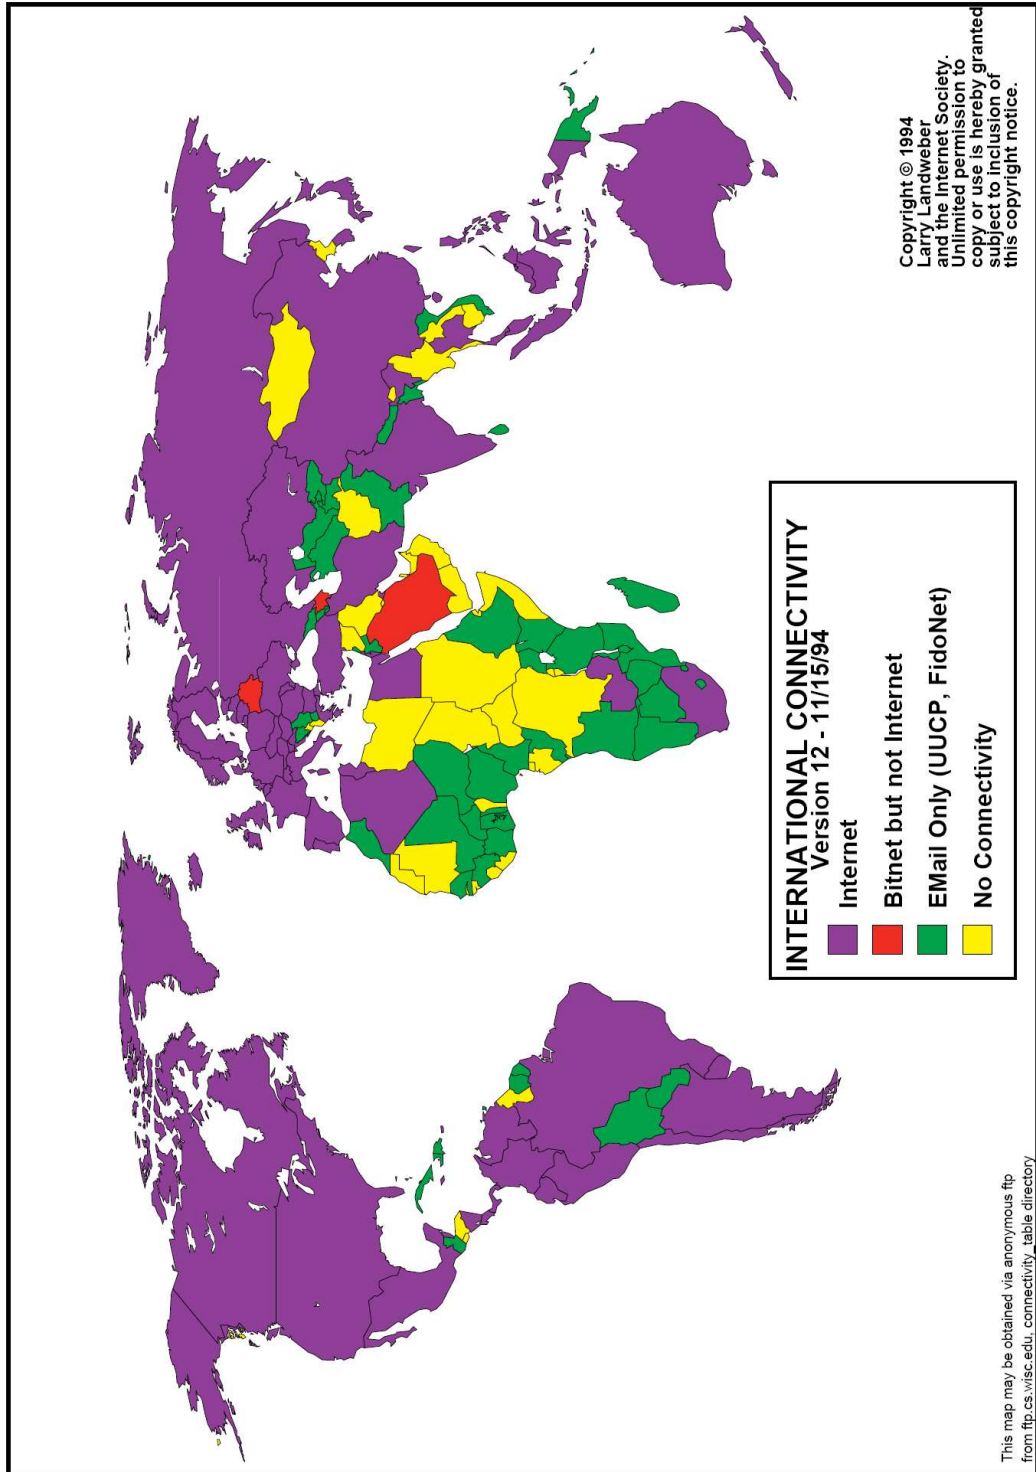 INTERNATIONAL CONNECTIVITY
Version 12 - 11/15/94
Internet
Bitnet but not Internet
EMail Only (UUCP, FidoNet)
No Connectivity
Copyright © 1994
Larry Landweber
and the Internet Society.
Unlimited permission to
copy or use is hereby granted
subject to inclusion of
this copyright notice.
This map may be obtained via anonymous ftp
from ftp.cs.wisc.edu, connectivity_table directory